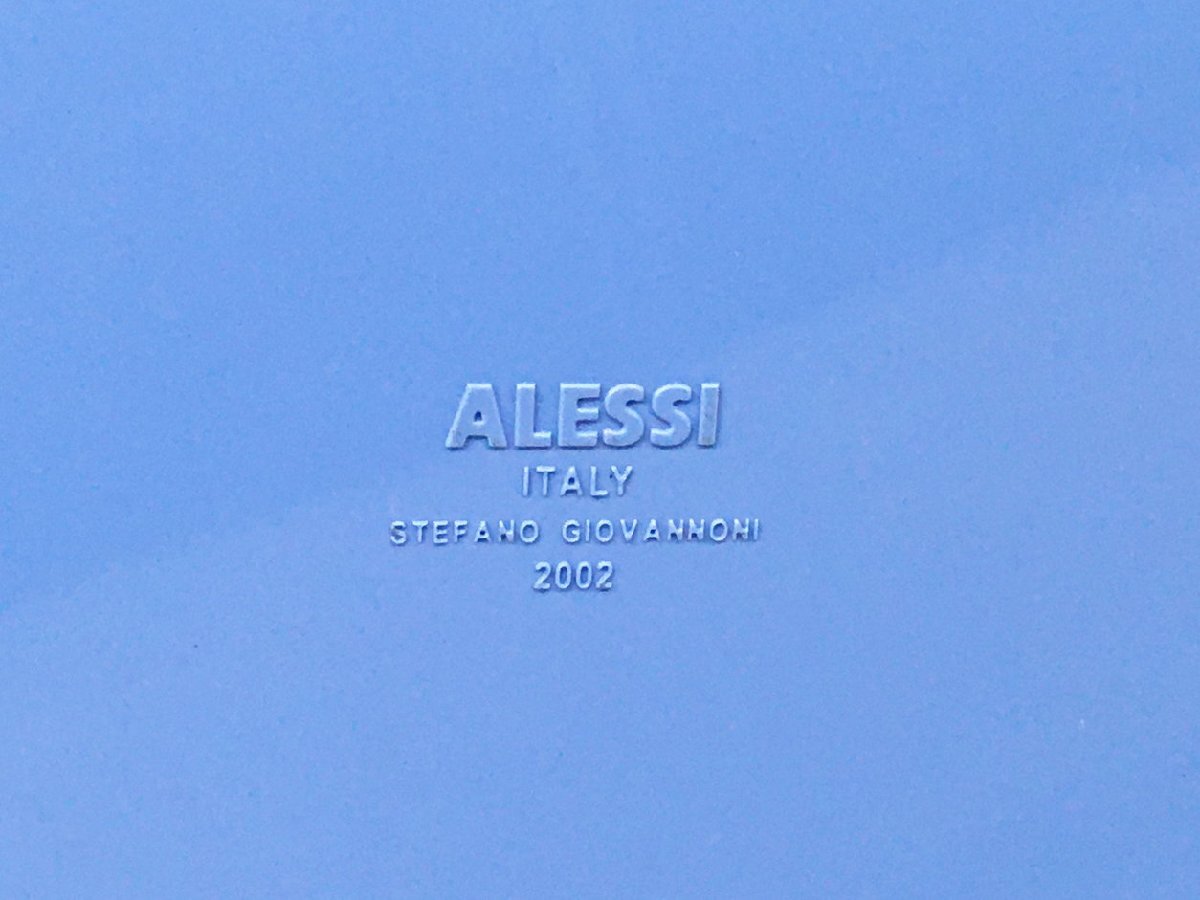 ALESSI
ITALY
STEFANO GIOVANNONI
2002